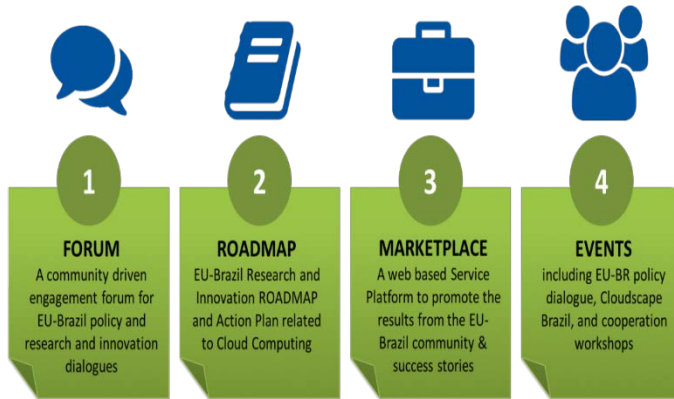 1
FORUM
A community driven
engagement forum for
EU-Brazil policy and
research and innovation
dialogues
2
ROADMAP
EU-Brazil Research and
Innovation ROADMAP
and Action Plan related
to Cloud Computing
3
MARKETPLACE
A web based Service
Platform to promote the
results from the EU-
Brazil community &
success stories
4
EVENTS
including EU-BR policy
dialogue, Cloudscape
Brazil, and cooperation
workshops